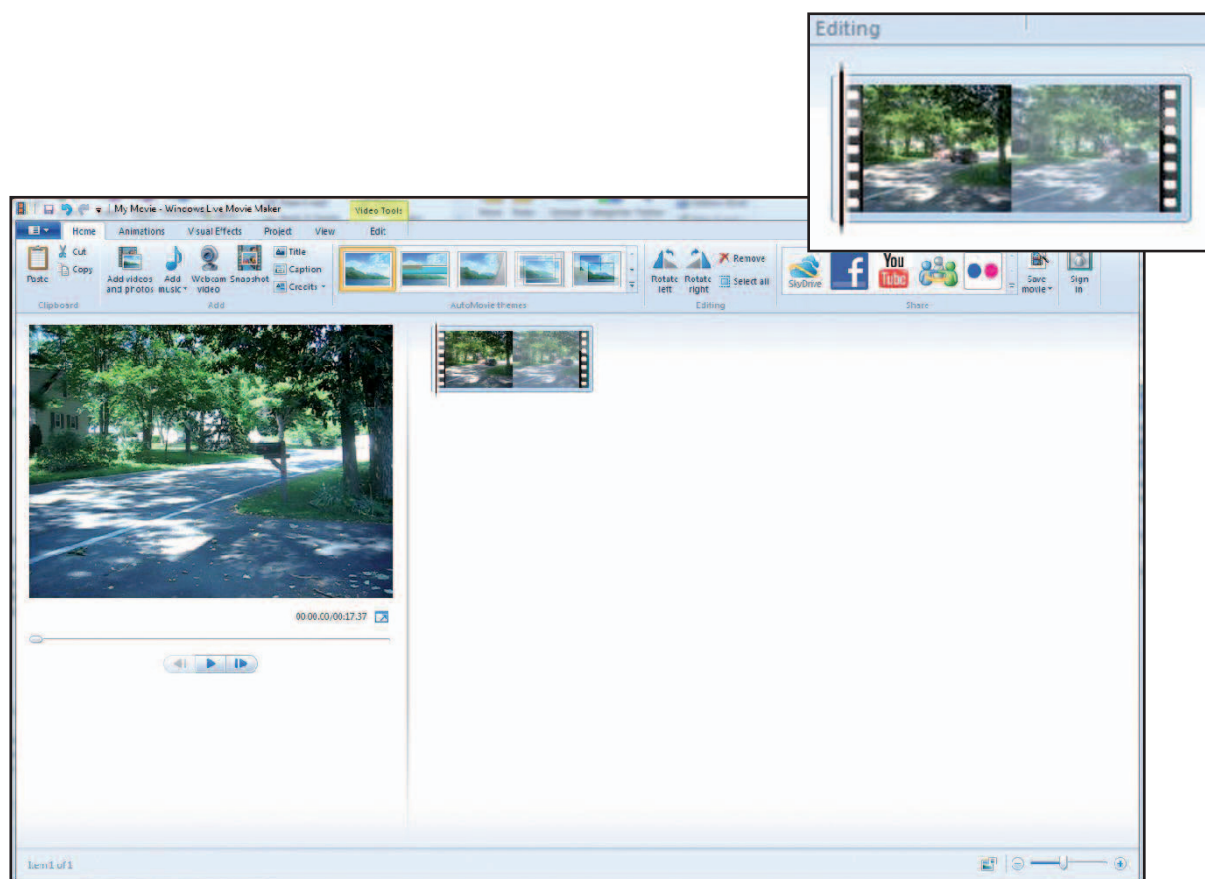 Editing
My Movie - Windows Live Movie Maker
Video Tools
Home Animations Visual Effects Project View Edit
Paste
Cut
Copy
Add videos and photos
Add music
Webcam video
Snapshot
Title
Caption
Credits
Rotate left
Rotate right
Remove
Select all
SkyDrive
f
You Tube
Save movie
Sign in
Clipboard Add AutoMovie themes Editing Share
00:00.00/00:17.37
Item 1 of 1